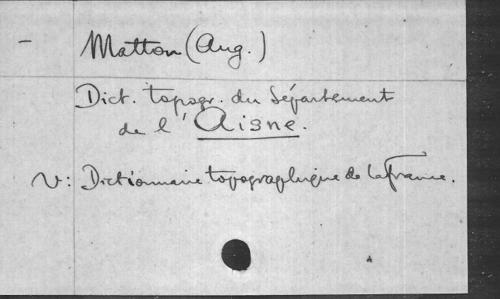 - Matton (Aug.)
Dict. topogr. du Département
de l'Aisne.
V: Dictionnaire topographique de la France.